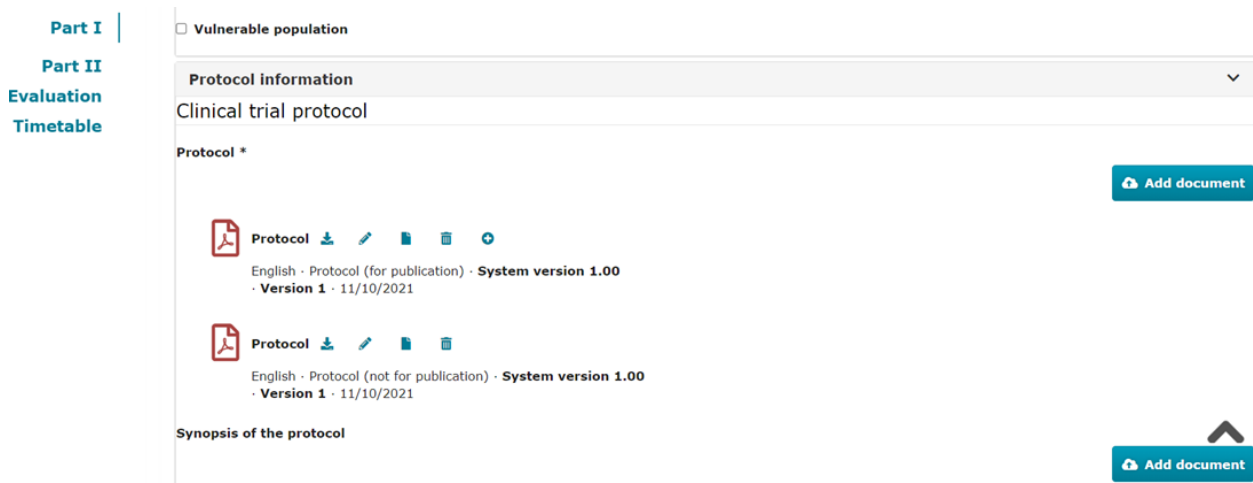 Part I
Part II
Evaluation
Timetable
Vulnerable population
Protocol information
Clinical trial protocol
Protocol *
Add document
Protocol
English · Protocol (for publication) · System version 1.00
· Version 1 · 11/10/2021
Protocol
English · Protocol (not for publication) · System version 1.00
· Version 1 · 11/10/2021
Synopsis of the protocol
Add document